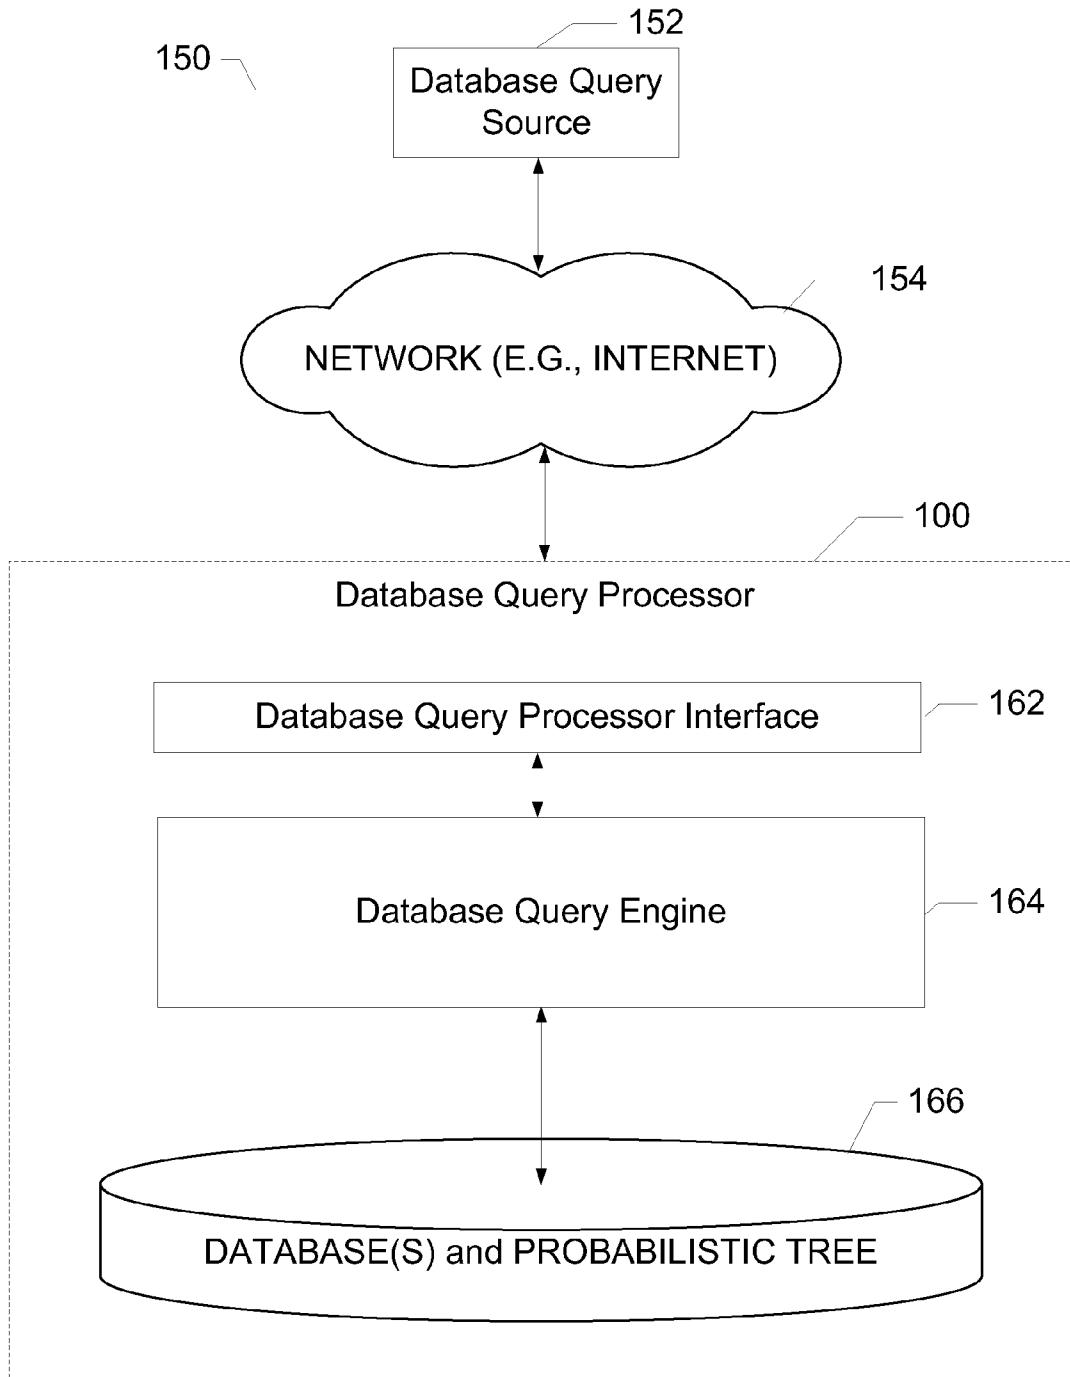 152
150
Database Query
Source
154
NETWORK (E.G., INTERNET)
100
Database Query Processor
162
Database Query Processor Interface
164
Database Query Engine
166
DATABASE(S) and PROBABILISTIC TREE